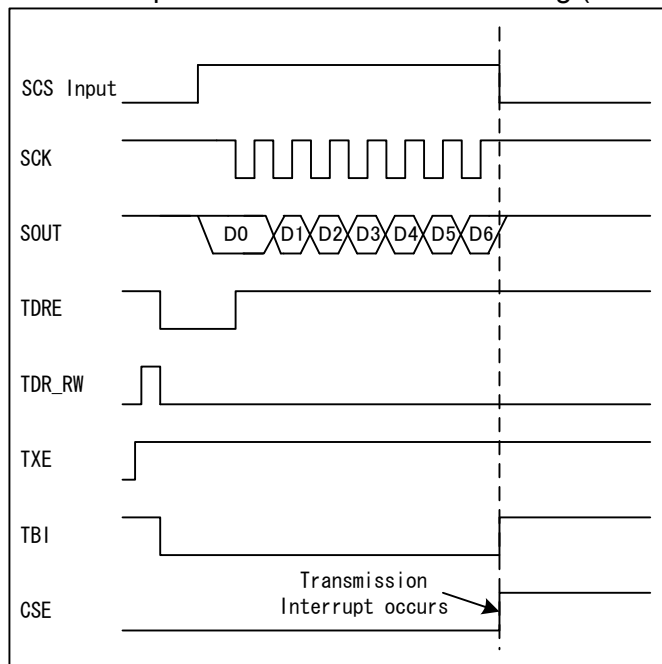 SCS Input
SCK
SOUT
D0 D1 D2 D3 D4 D5 D6
TDRE
TDR_RW
TXE
TBI
Transmission
Interrupt occurs
CSE